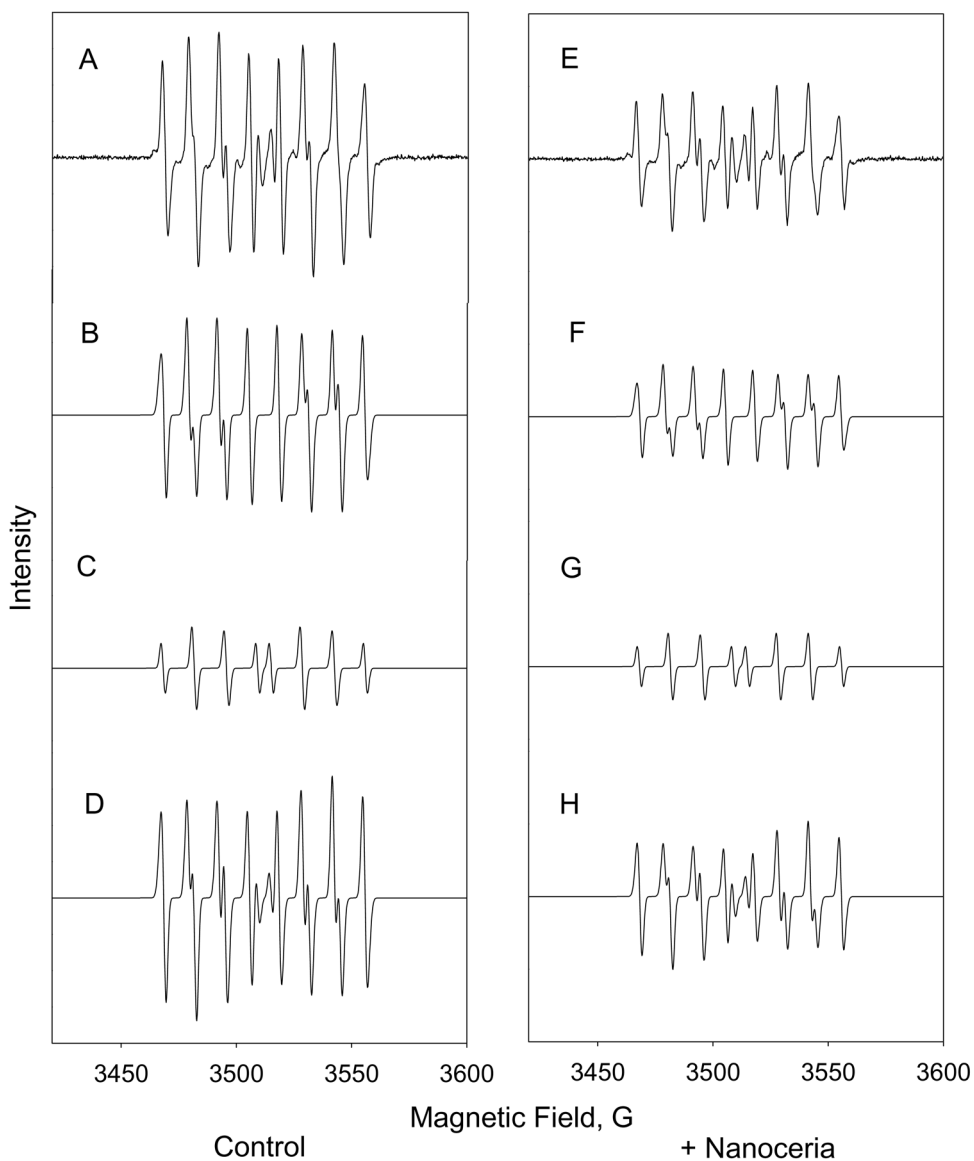 A
E
B
F
C
G
D
H
Intensity
3450
3500
3550
3600
3450
3500
3550
3600
Magnetic Field, G
Control
+ Nanoceria